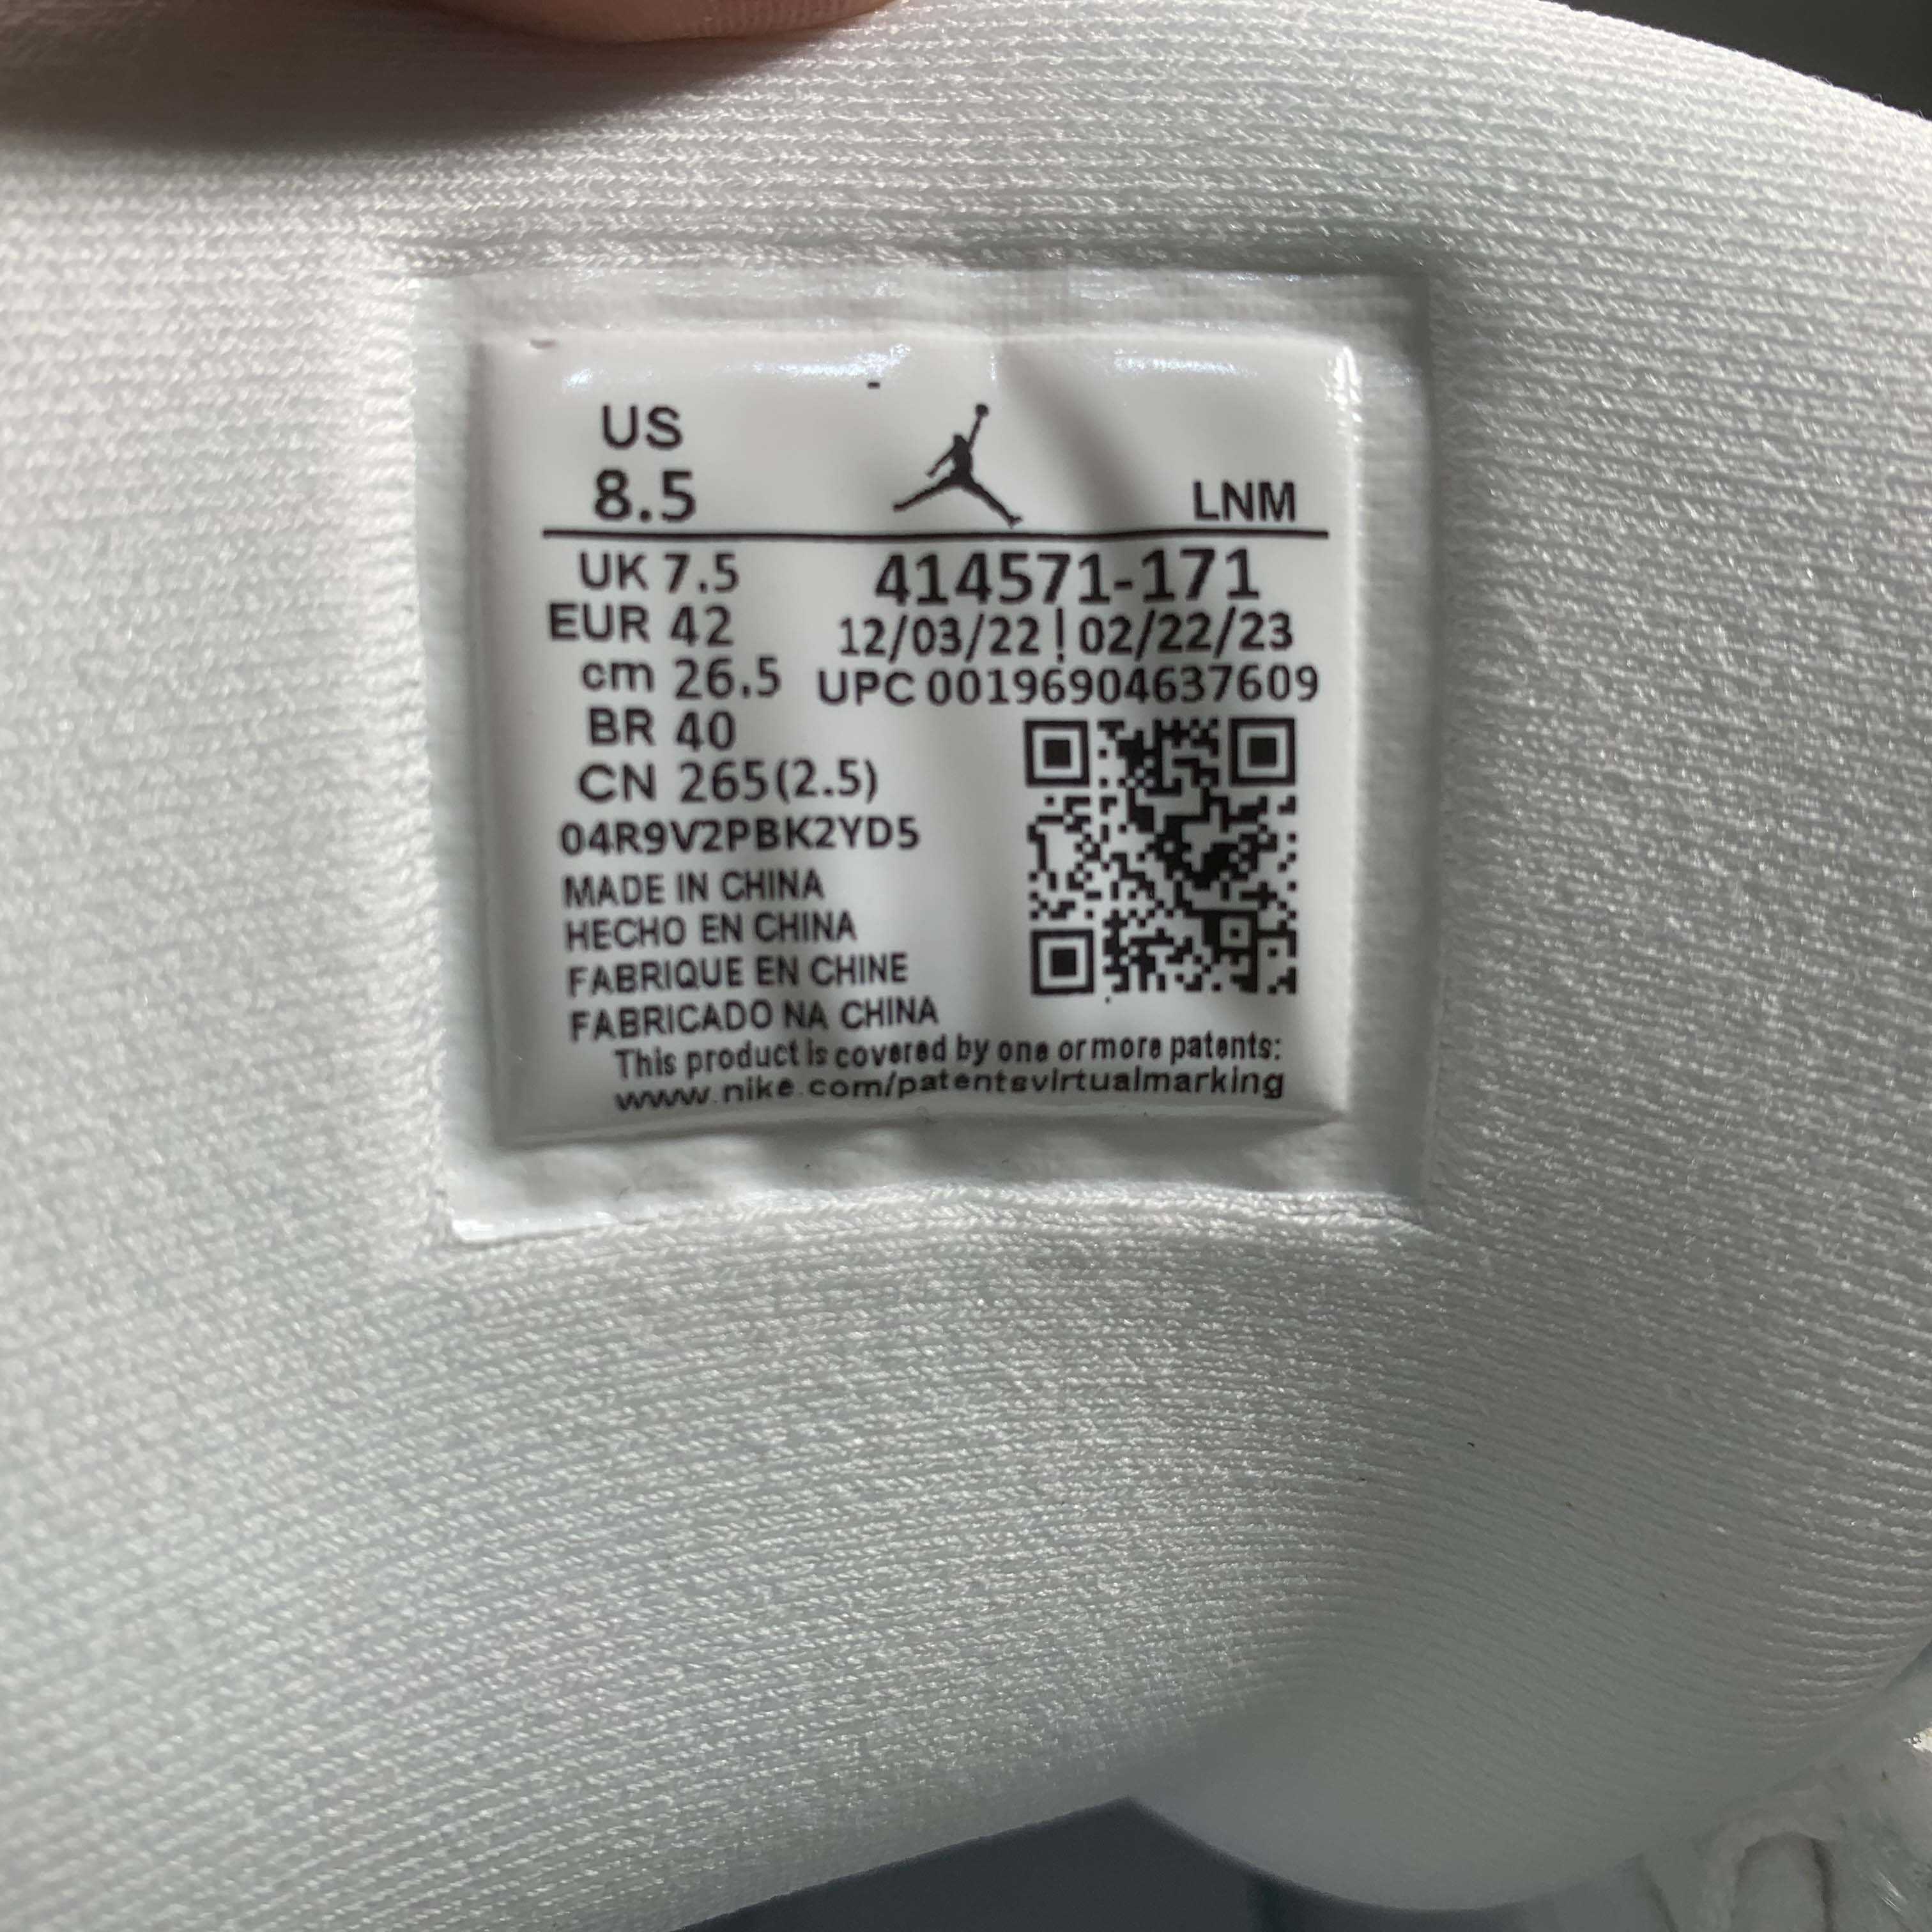 US
8.5
LNM
UK 7.5
414571-171
EUR 42
12/03/22 | 02/22/23
cm 26.5
UPC 00196904637609
BR 40
CN 265(2.5)
04R9V2PBK2YD5
MADE IN CHINA
HECHO EN CHINA
FABRIQUE EN CHINE
FABRICADO NA CHINA
This product is covered by one or more patents:
www.nike.com/patentsvirtualmarking